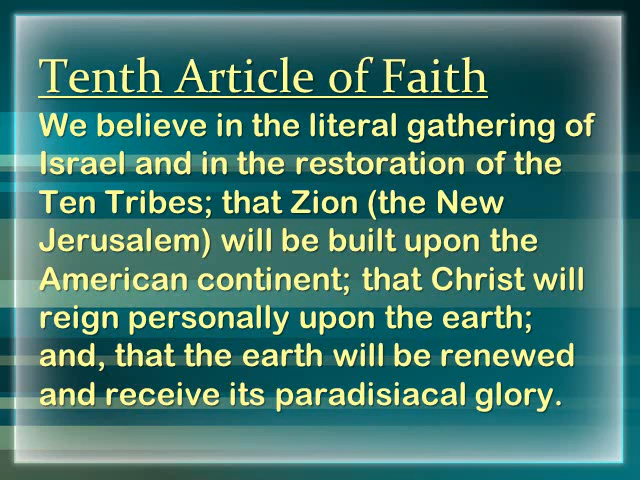 Tenth Article of Faith
We believe in the literal gathering of
Israel and in the restoration of the
Ten Tribes; that Zion (the New
Jerusalem) will be built upon the
American continent; that Christ will
reign personally upon the earth;
and, that the earth will be renewed
and receive its paradisiacal glory.